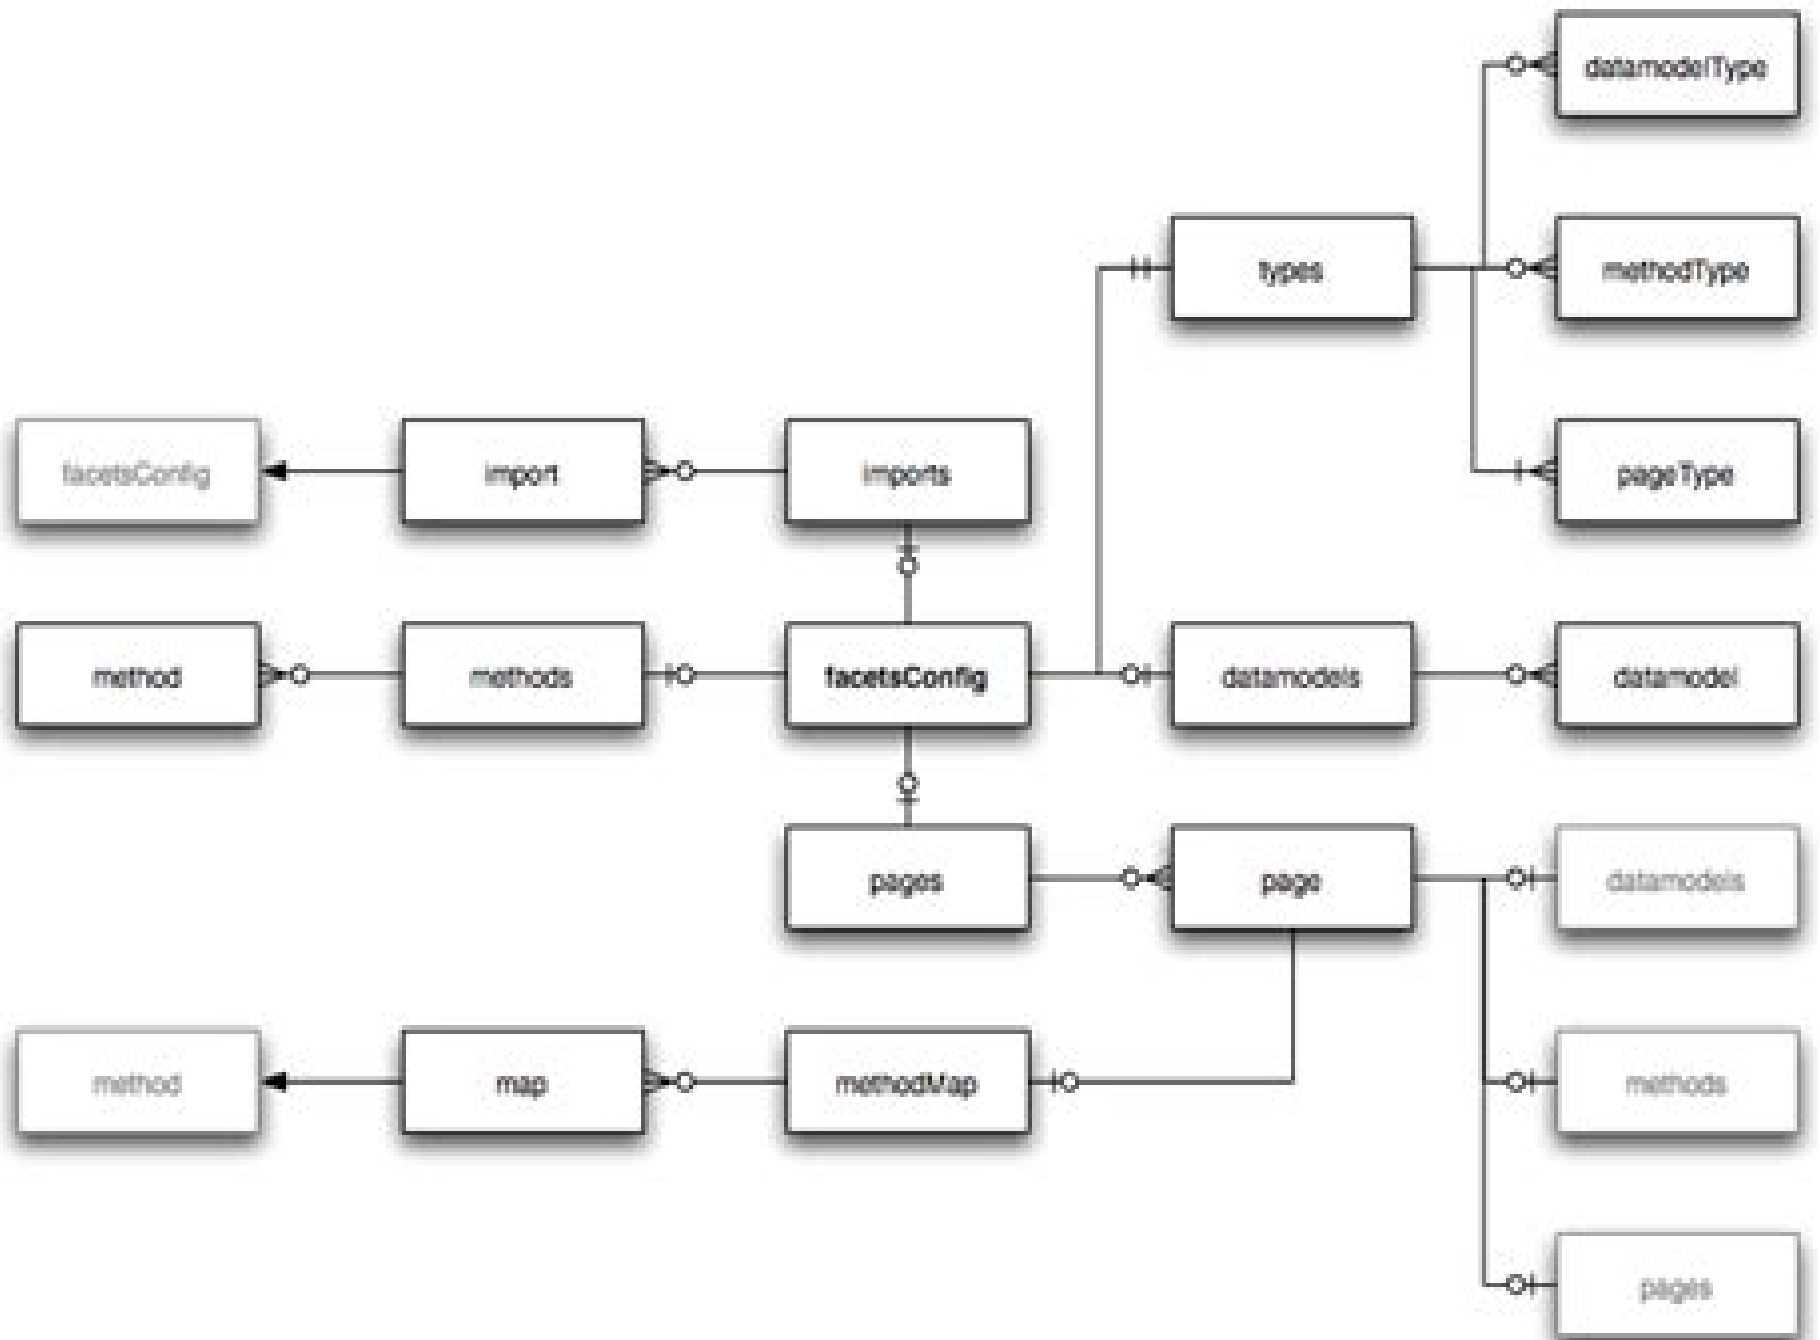 datamodelType
types
methodType
facetsConfig
import
imports
pageType
method
methods
facetsConfig
datamodels
datamodel
pages
page
datamodels
method
map
methodMap
methods
pages